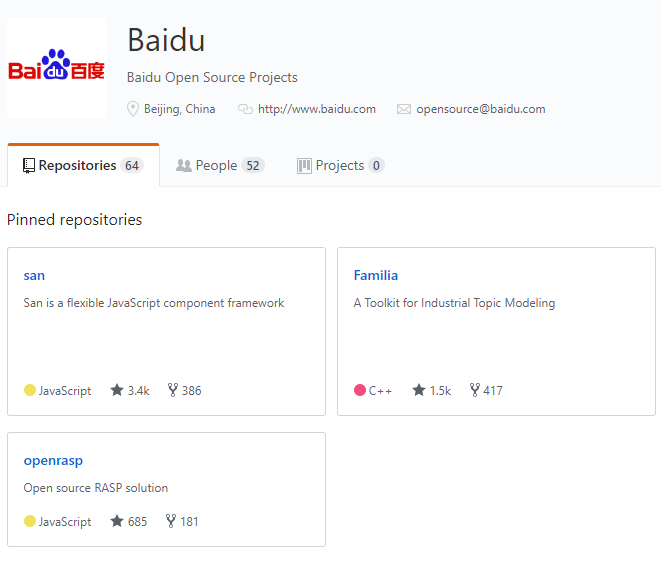 Baidu
Bai du 百度
Baidu Open Source Projects
Beijing, China http://www.baidu.com opensource@baidu.com
Repositories 64 People 52 Projects 0
Pinned repositories
san
San is a flexible JavaScript component framework
JavaScript 3.4k 386
Familia
A Toolkit for Industrial Topic Modeling
C++ 1.5k 417
openrasp
Open source RASP solution
JavaScript 685 181